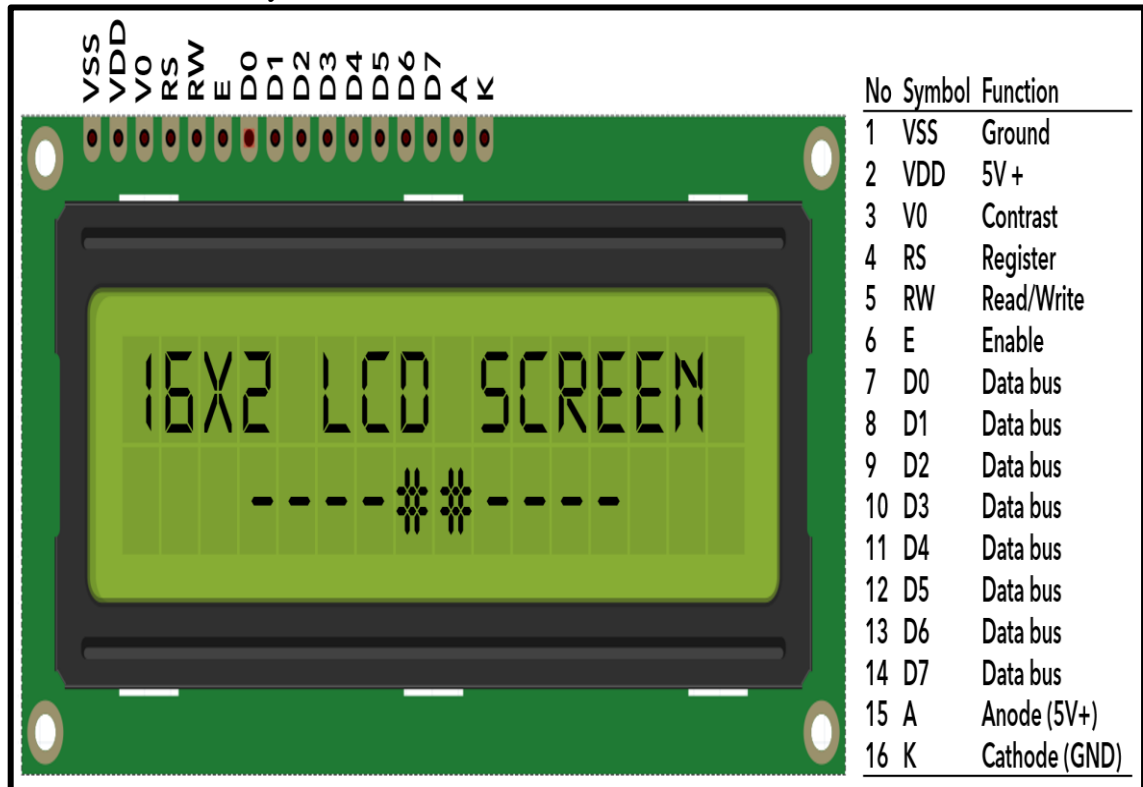 VSS
VDD
V0
RS
RW
E
D0
D1
D2
D3
D4
D5
D6
D7
A
K
16X2 LCD SCREEN
----##----
No Symbol Function
1 VSS Ground
2 VDD 5V +
3 V0 Contrast
4 RS Register
5 RW Read/Write
6 E Enable
7 D0 Data bus
8 D1 Data bus
9 D2 Data bus
10 D3 Data bus
11 D4 Data bus
12 D5 Data bus
13 D6 Data bus
14 D7 Data bus
15 A Anode (5V+)
16 K Cathode (GND)